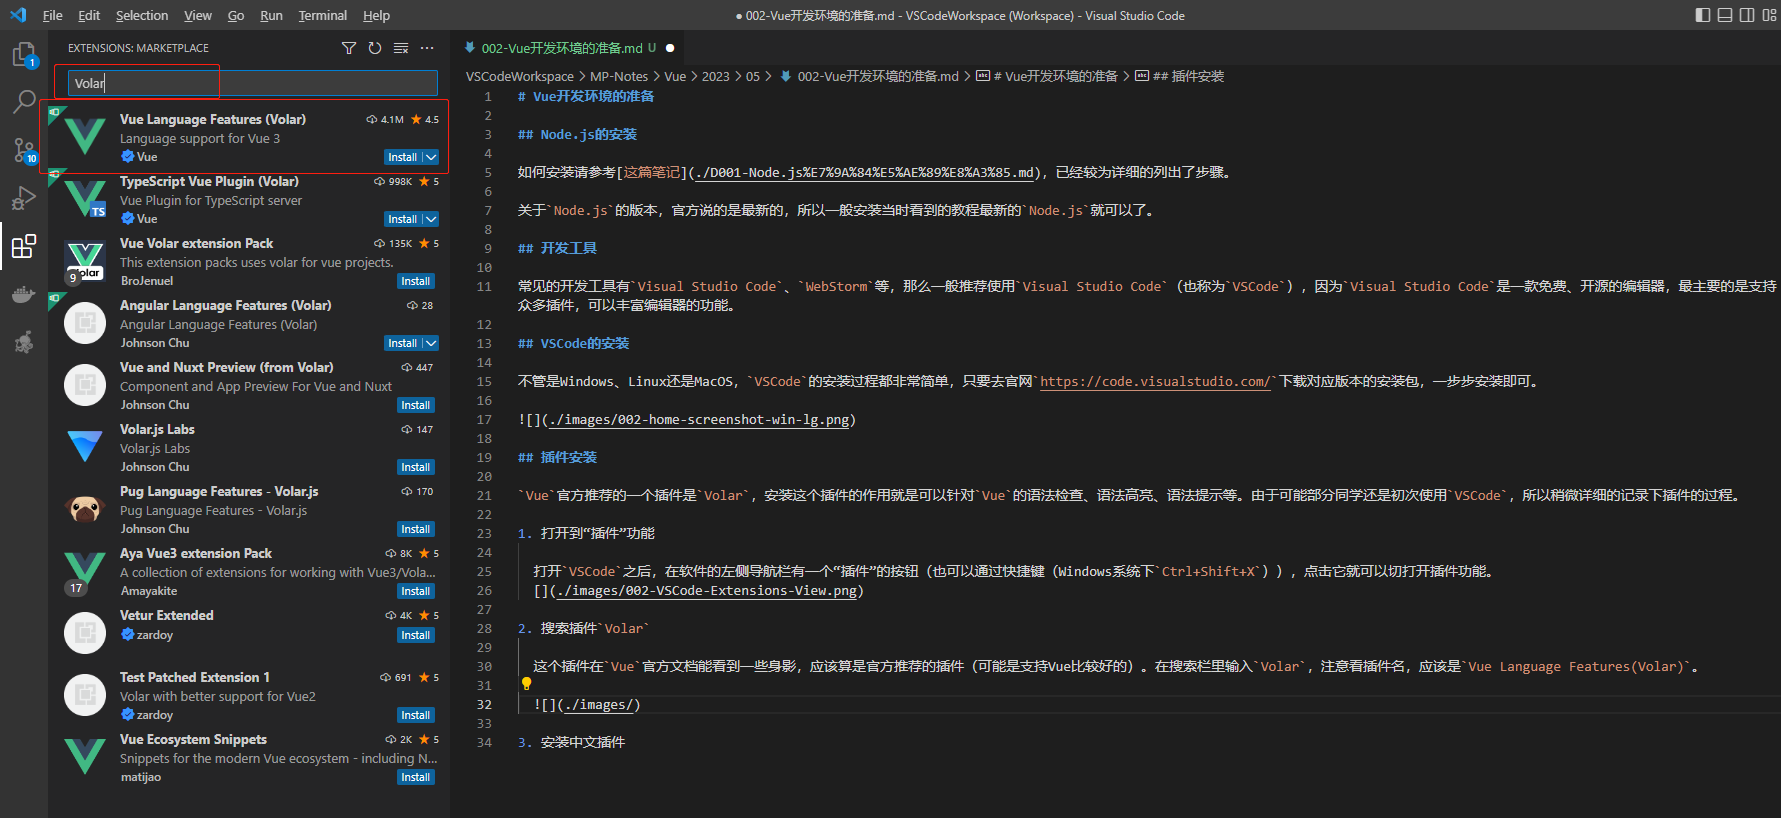 File Edit Selection View Go Run Terminal Help
● 002-Vue开发环境的准备.md - VSCodeWorkspace (Workspace) - Visual Studio Code
EXTENSIONS: MARKETPLACE
Volar
Vue Language Features (Volar) 4.1M 4.5
Language support for Vue 3
Vue Install
TypeScript Vue Plugin (Volar) 998K 5
Vue Plugin for TypeScript server
Vue Install
Vue Volar extension Pack 135K 5
This extension packs uses volar for vue projects.
BroJenuel Install
Angular Language Features (Volar) 28
Angular Language Features (Volar)
Johnson Chu Install
Vue and Nuxt Preview (from Volar) 447
Component and App Preview For Vue and Nuxt
Johnson Chu Install
Volar.js Labs 147
Volar.js Labs
Johnson Chu Install
Pug Language Features - Volar.js 170
Pug Language Features - Volar.js
Johnson Chu Install
Aya Vue3 extension Pack 8K 5
A collection of extensions for working with Vue3/Vola...
Amayakite Install
Vetur Extended 4K 5
zardoy Install
Test Patched Extension 1 691 5
Volar with better support for Vue2
zardoy Install
Vue Ecosystem Snippets 2K 5
Snippets for the modern Vue ecosystem - including N...
matijao Install
1
10
TS
9
olar
17
002-Vue开发环境的准备.md U ●
VSCodeWorkspace > MP-Notes > Vue > 2023 > 05 > 002-Vue开发环境的准备.md > # Vue开发环境的准备 > ## 插件安装
1 # Vue开发环境的准备
2
3 ## Node.js的安装
4
5 如何安装请参考[这篇笔记](./D001-Node.js%E7%9A%84%E5%AE%89%E8%A3%85.md)，已经较为详细的列出了步骤。
6
7 关于`Node.js`的版本，官方说的是最新的，所以一般安装当时看到的教程最新的`Node.js`就可以了。
8
9 ## 开发工具
10
11 常见的开发工具有`Visual Studio Code`、`WebStorm`等，那么一般推荐使用`Visual Studio Code`（也称为`VSCode`），因为`Visual Studio Code`是一款免费、开源的编辑器，最主要的是支持
众多插件，可以丰富编辑器的功能。
12
13 ## VSCode的安装
14
15 不管是Windows、Linux还是MacOS，`VSCode`的安装过程都非常简单，只要去官网`https://code.visualstudio.com/`下载对应版本的安装包，一步步安装即可。
16
17 ![](./images/002-home-screenshot-win-lg.png)
18
19 ## 插件安装
20
21 `Vue`官方推荐的一个插件是`Volar`，安装这个插件的作用就是可以针对`Vue`的语法检查、语法高亮、语法提示等。由于可能部分同学还是初次使用`VSCode`，所以稍微详细的记录下插件的过程。
22
23 1. 打开到“插件”功能
24
25 打开`VSCode`之后，在软件的左侧导航栏有一个“插件”的按钮（也可以通过快捷键（Windows系统下`Ctrl+Shift+X`）），点击它就可以切打开插件功能。
26 [](./images/002-VSCode-Extensions-View.png)
27
28 2. 搜索插件`Volar`
29
30 这个插件在`Vue`官方文档能看到一些身影，应该算是官方推荐的插件（可能是支持Vue比较好的）。在搜索栏里输入`Volar`，注意看插件名，应该是`Vue Language Features(Volar)`。
31
32 ![](./images/)
33
34 3. 安装中文插件